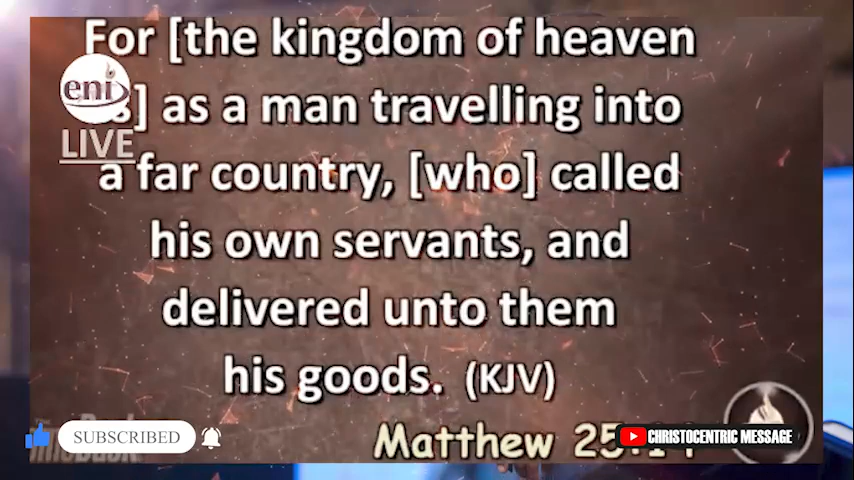 For [the kingdom of heaven
eni
] as a man travelling into
LIVE
a far country, [who] called
his own servants, and
delivered unto them
his goods. (KJV)
SUBSCRIBED
Matthew
CHRISTOCENTRIC MESSAGE